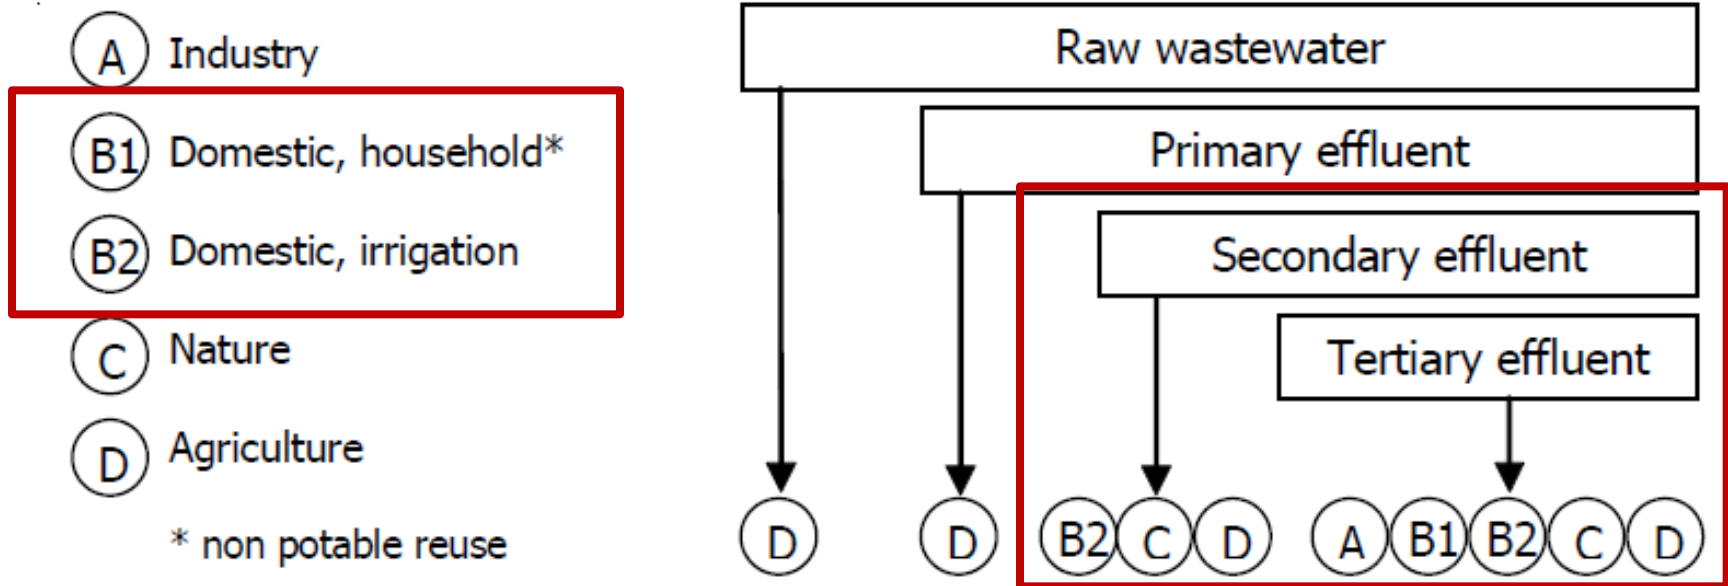 A Industry
B1 Domestic, household*
B2 Domestic, irrigation
C Nature
D Agriculture
* non potable reuse
Raw wastewater
Primary effluent
Secondary effluent
Tertiary effluent
D D B2 C D A B1 B2 C D